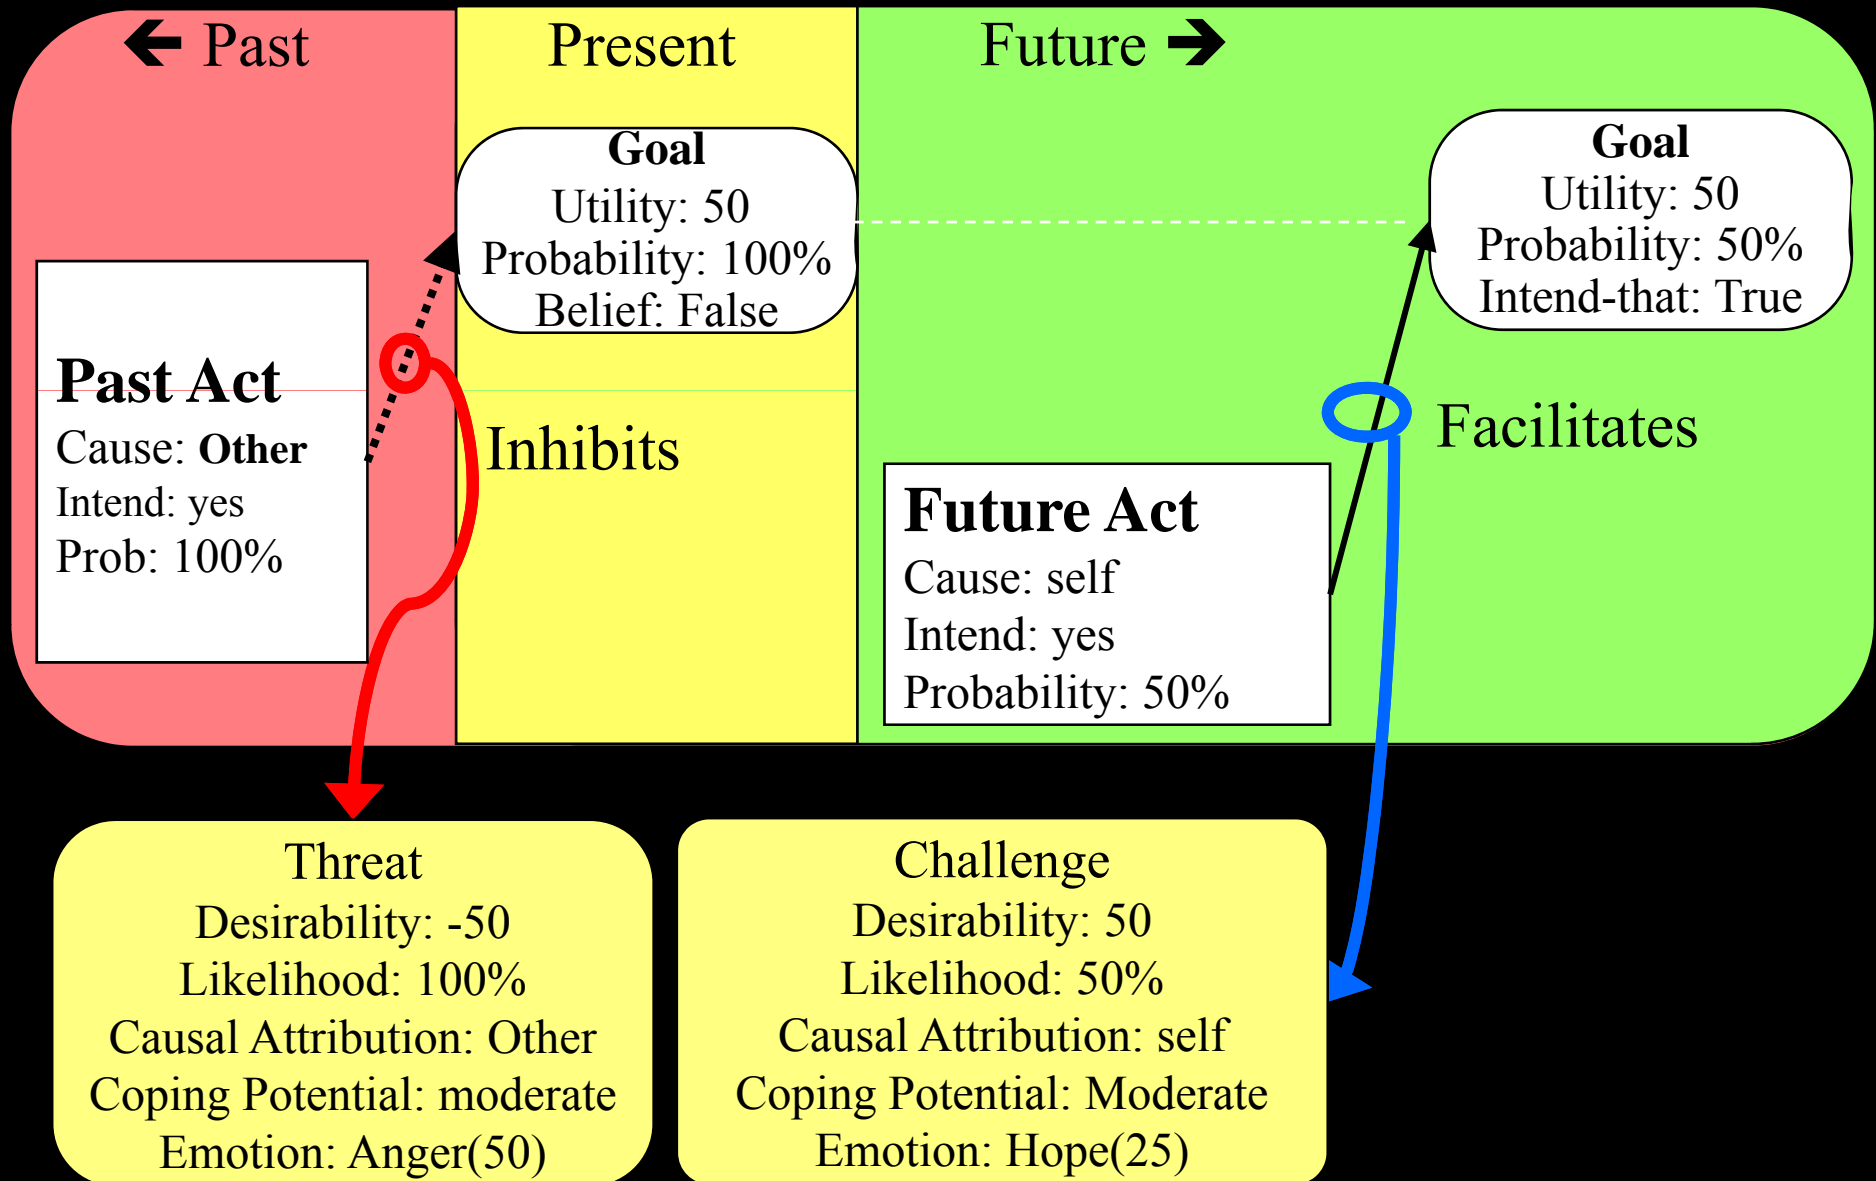 ← Past
Present
Future →
Goal
Utility: 50
Probability: 100%
Belief: False
Goal
Utility: 50
Probability: 50%
Intend-that: True
Past Act
Cause: Other
Intend: yes
Prob: 100%
Inhibits
Facilitates
Future Act
Cause: self
Intend: yes
Probability: 50%
Threat
Desirability: -50
Likelihood: 100%
Causal Attribution: Other
Coping Potential: moderate
Emotion: Anger(50)
Challenge
Desirability: 50
Likelihood: 50%
Causal Attribution: self
Coping Potential: Moderate
Emotion: Hope(25)